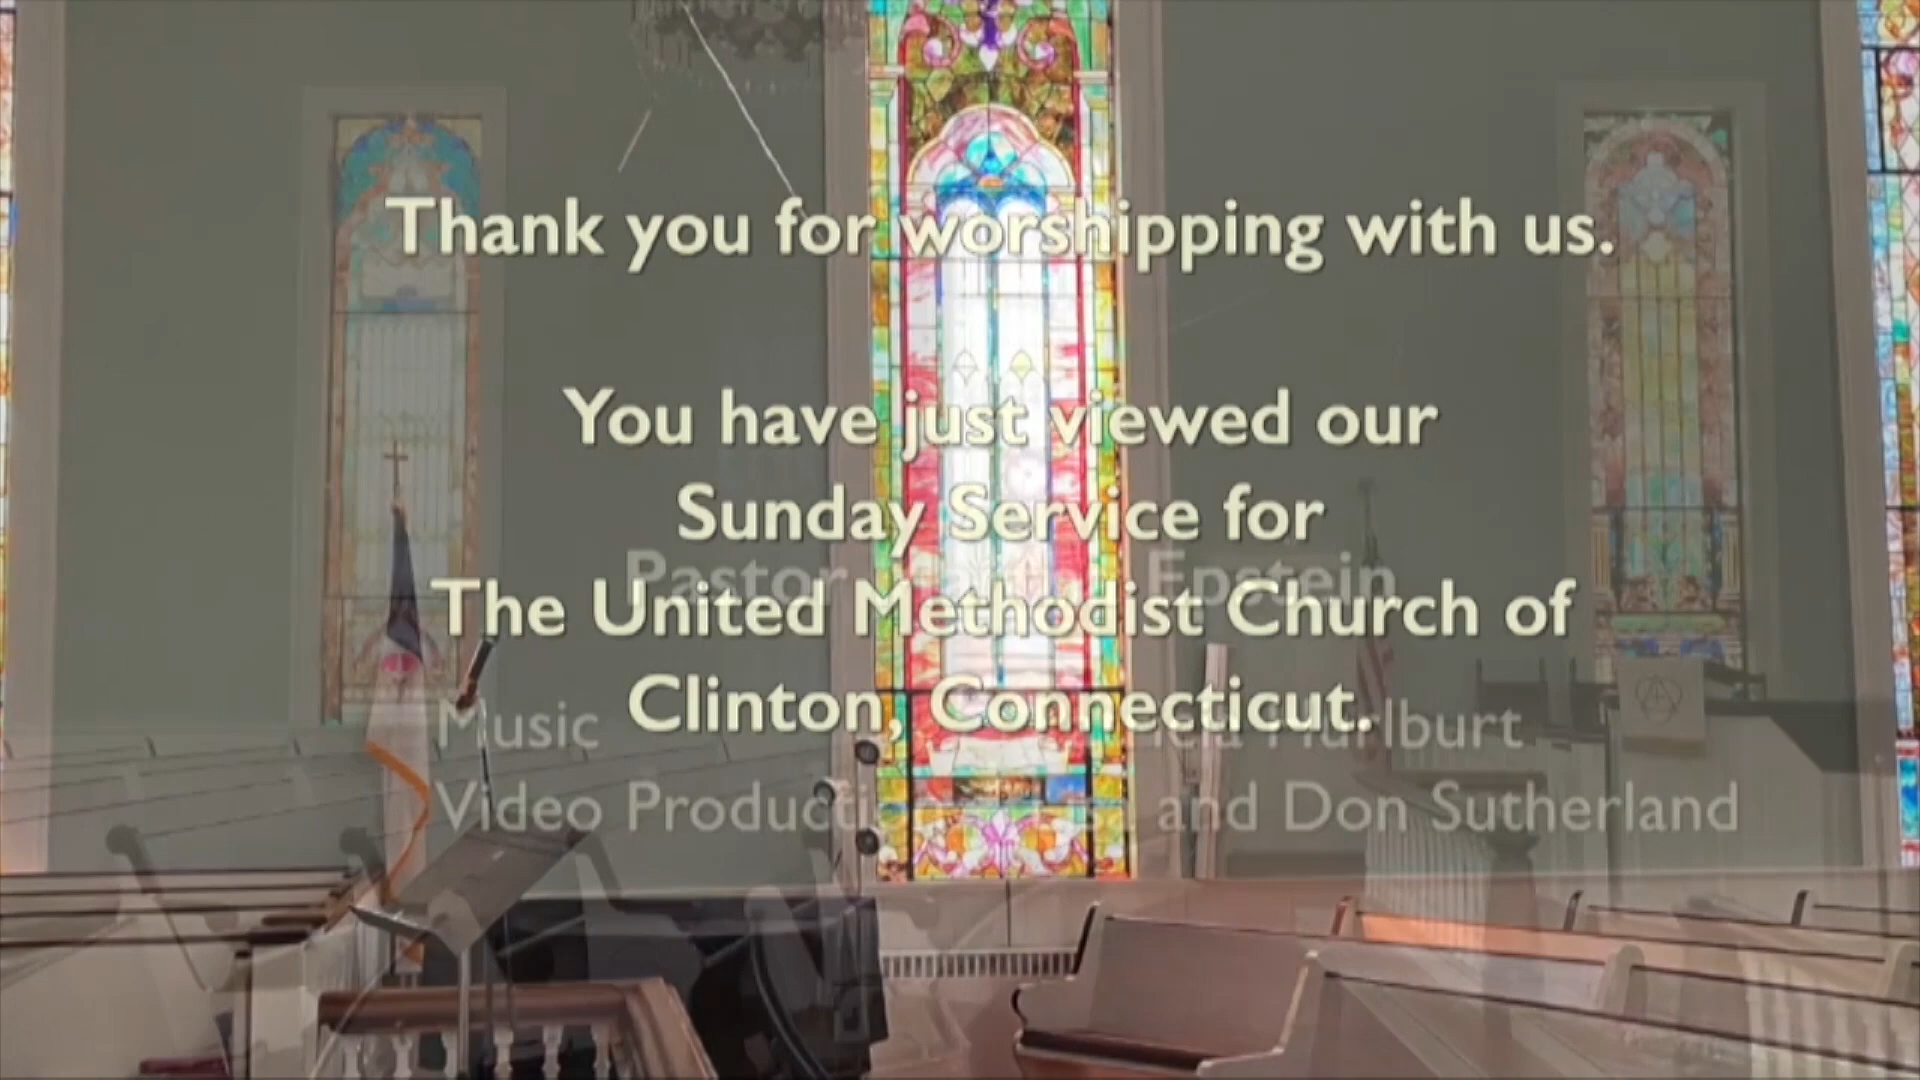 Thank you for worshipping with us.
You have just viewed our
Sunday Service for
Pastor Epstein
The United Methodist Church of
Clinton, Connecticut.
Music Hurlburt
Video and Don Sutherland